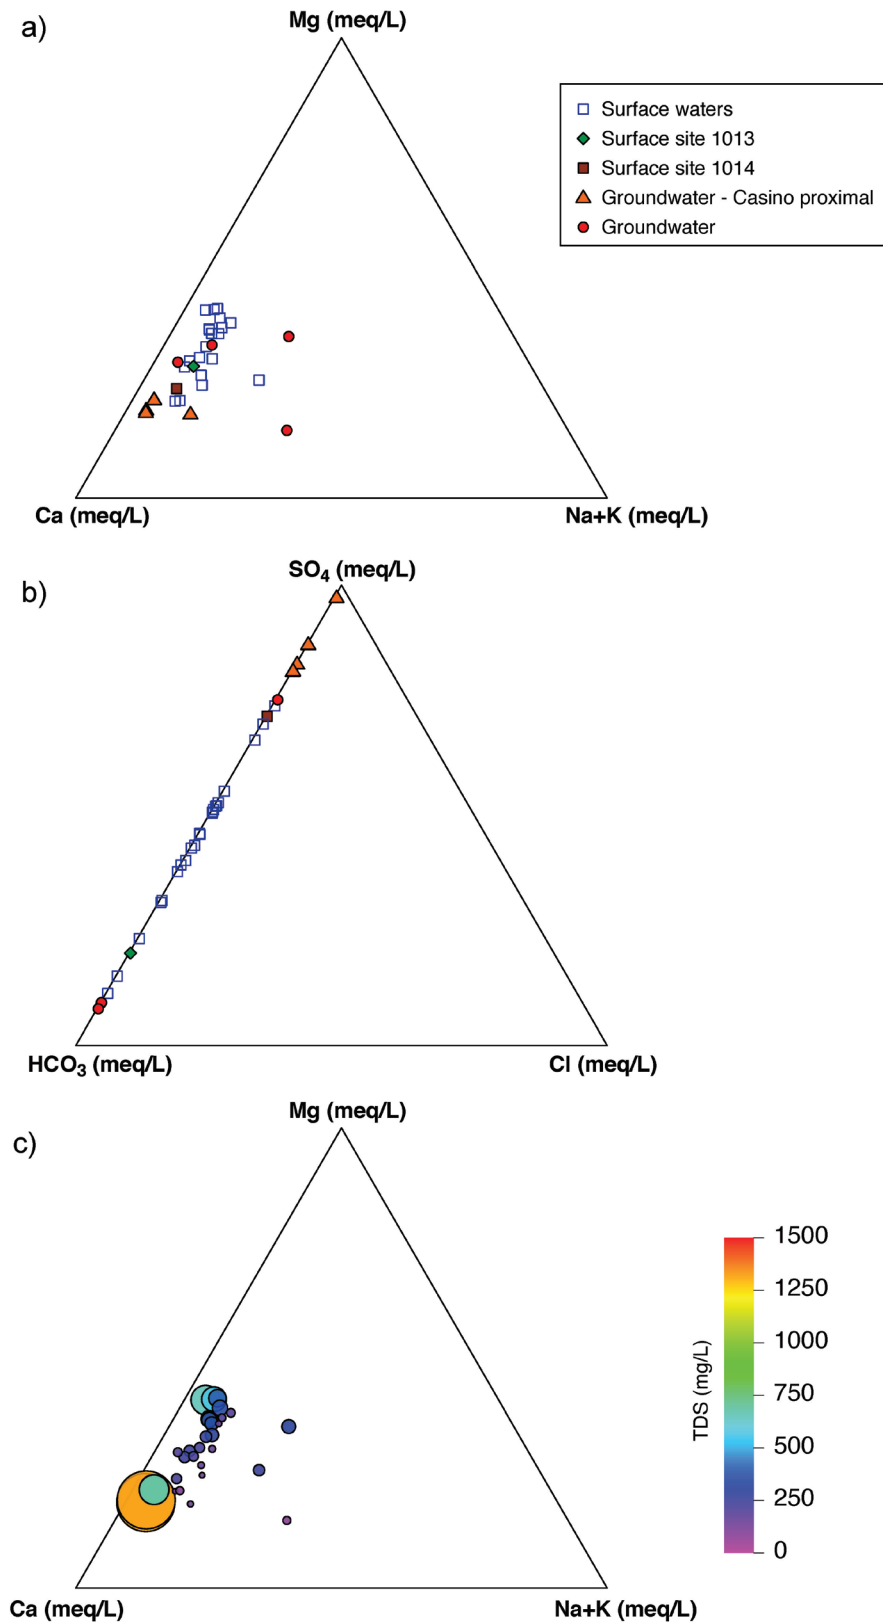 a)
Mg (meq/L)
Surface waters
Surface site 1013
Surface site 1014
Groundwater - Casino proximal
Groundwater
Ca (meq/L)
Na+K (meq/L)
b)
SO₄ (meq/L)
HCO₃ (meq/L)
Cl (meq/L)
c)
Mg (meq/L)
TDS (mg/L)
1500
1250
1000
750
500
250
0
Ca (meq/L)
Na+K (meq/L)